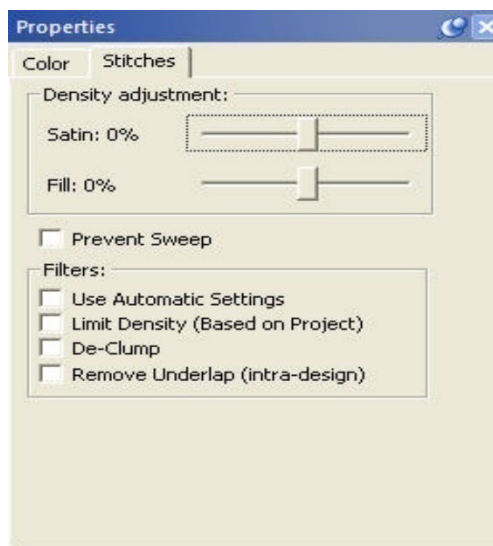 Properties
Color Stitches
Density adjustment:
Satin: 0%
Fill: 0%
Prevent Sweep
Filters:
Use Automatic Settings
Limit Density (Based on Project)
De-Clump
Remove Underlap (intra-design)